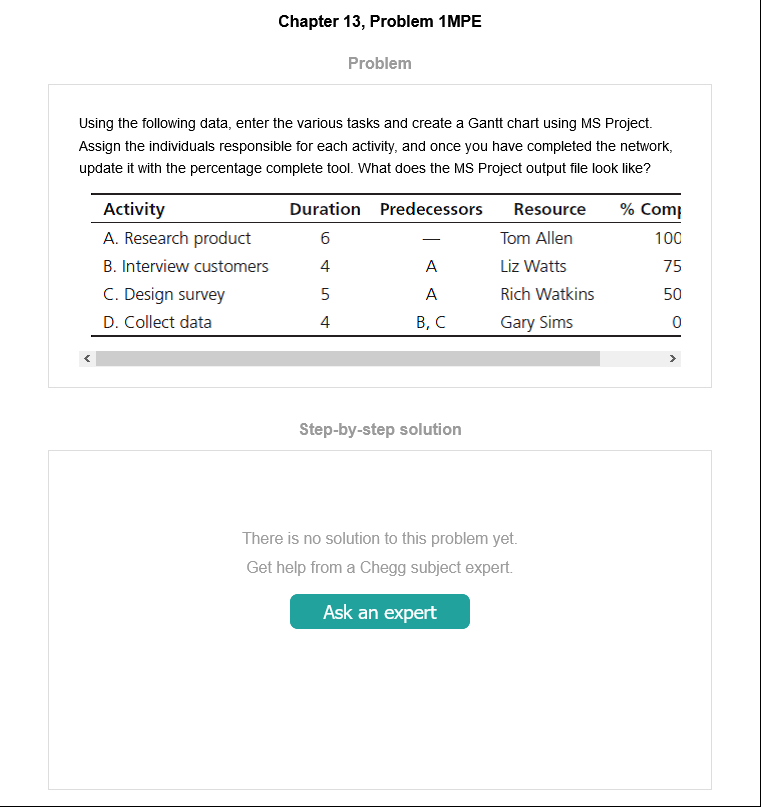 Chapter 13, Problem 1MPE
Problem
Using the following data, enter the various tasks and create a Gantt chart using MS Project.
Assign the individuals responsible for each activity, and once you have completed the network,
update it with the percentage complete tool. What does the MS Project output file look like?
Activity Duration Predecessors Resource % Comp
A. Research product 6 — Tom Allen 100
B. Interview customers 4 A Liz Watts 75
C. Design survey 5 A Rich Watkins 50
D. Collect data 4 B, C Gary Sims 0
Step-by-step solution
There is no solution to this problem yet.
Get help from a Chegg subject expert.
Ask an expert